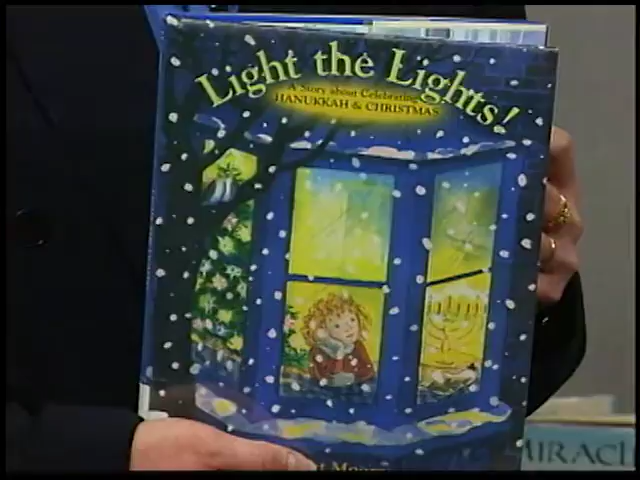 Light the Lights!
A Story about Celebrating
HANUKKAH & CHRISTMAS
MIRACL